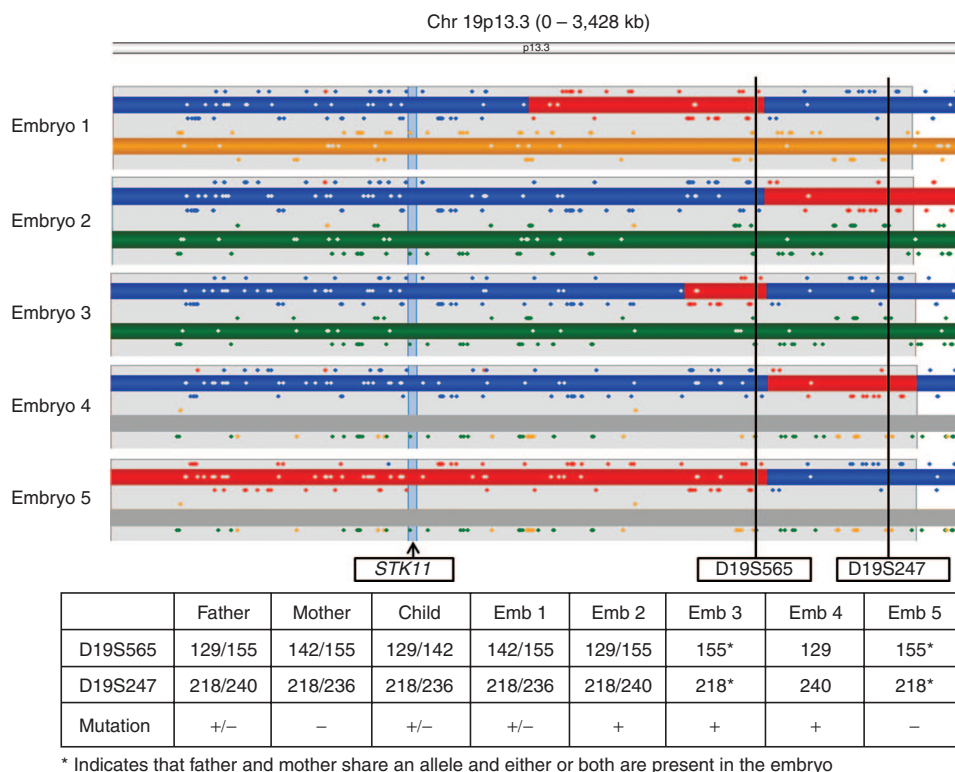 Chr 19p13.3 (0 – 3,428 kb)
p13.3
Embryo 1
Embryo 2
Embryo 3
Embryo 4
Embryo 5
STK11 D19S565 D19S247
Father Mother Child Emb 1 Emb 2 Emb 3 Emb 4 Emb 5
D19S565 129/155 142/155 129/142 142/155 129/155 155* 129 155*
D19S247 218/240 218/236 218/236 218/236 218/240 218* 240 218*
Mutation +/– – +/– +/– + + + –
* Indicates that father and mother share an allele and either or both are present in the embryo